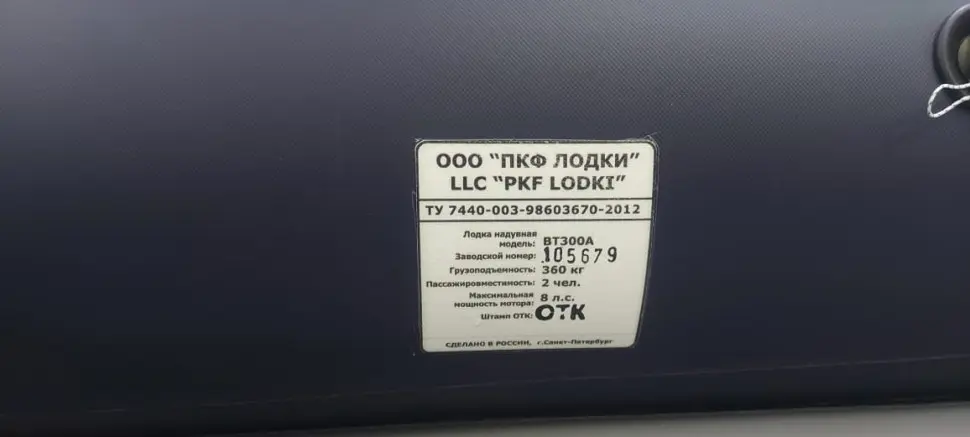 ООО "ПКФ ЛОДКИ"
LLC "PKF LODKI"
ТУ 7440-003-98603670-2012
Лодка надувная
модель: ВТ300А
Заводской номер: 105679
Грузоподъемность: 360 кг
Пассажировместимость: 2 чел.
Максимальная
мощность мотора: 8 л.с.
Штамп ОТК: ОТК
СДЕЛАНО В РОССИИ, г.Санкт-Петербург